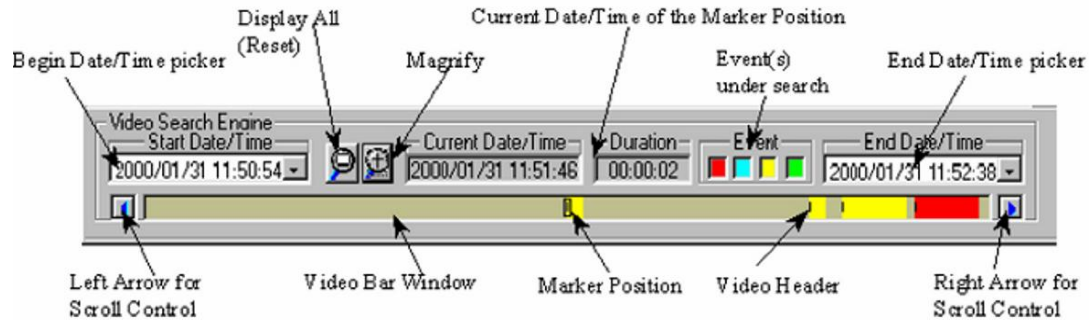 Display All
(Reset)
Current Date/Time of the Marker Position
Begin Date/Time picker
Magnify
Event(s)
under search
End Date/Time picker
Video Search Engine
Start Date/Time
Current Date/Time
Duration
Event
End Date/Time
2000/01/31 11:50:54
2000/01/31 11:51:46
00:00:02
2000/01/31 11:52:38
Left Arrow for
Scroll Control
Video Bar Window
Marker Position
Video Header
Right Arrow for
Scroll Control